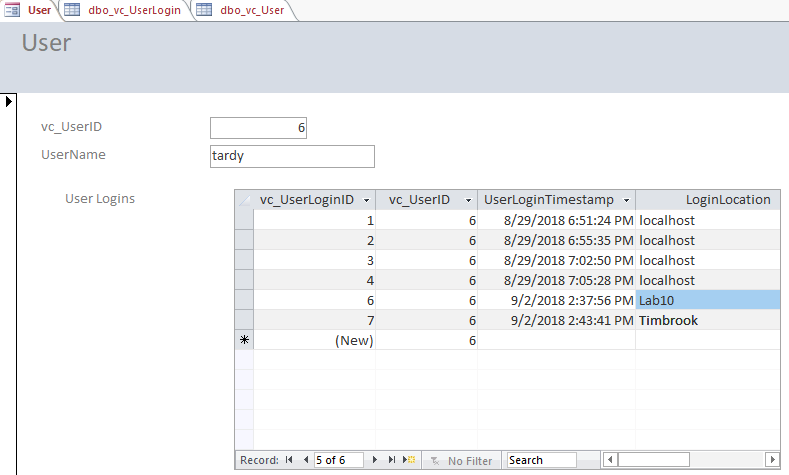 User dbo_vc_UserLogin dbo_vc_User
User
vc_UserID 6
UserName tardy
User Logins
vc_UserLoginID vc_UserID UserLoginTimestamp LoginLocation
1 6 8/29/2018 6:51:24 PM localhost
2 6 8/29/2018 6:55:35 PM localhost
3 6 8/29/2018 7:02:50 PM localhost
4 6 8/29/2018 7:05:28 PM localhost
6 6 9/2/2018 2:37:56 PM Lab10
7 6 9/2/2018 2:43:41 PM Timbrook
* (New) 6
Record: 5 of 6 No Filter Search